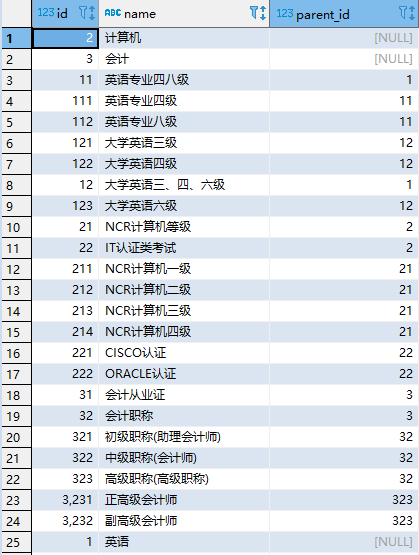 123 id ABC name 123 parent_id
1 2 计算机 [NULL]
2 3 会计 [NULL]
3 11 英语专业四八级 1
4 111 英语专业四级 11
5 112 英语专业八级 11
6 121 大学英语三级 12
7 122 大学英语四级 12
8 12 大学英语三、四、六级 1
9 123 大学英语六级 12
10 21 NCR计算机等级 2
11 22 IT认证类考试 2
12 211 NCR计算机一级 21
13 212 NCR计算机二级 21
14 213 NCR计算机三级 21
15 214 NCR计算机四级 21
16 221 CISCO认证 22
17 222 ORACLE认证 22
18 31 会计从业证 3
19 32 会计职称 3
20 321 初级职称(助理会计师) 32
21 322 中级职称(会计师) 32
22 323 高级职称(高级职称) 32
23 3,231 正高级会计师 323
24 3,232 副高级会计师 323
25 1 英语 [NULL]